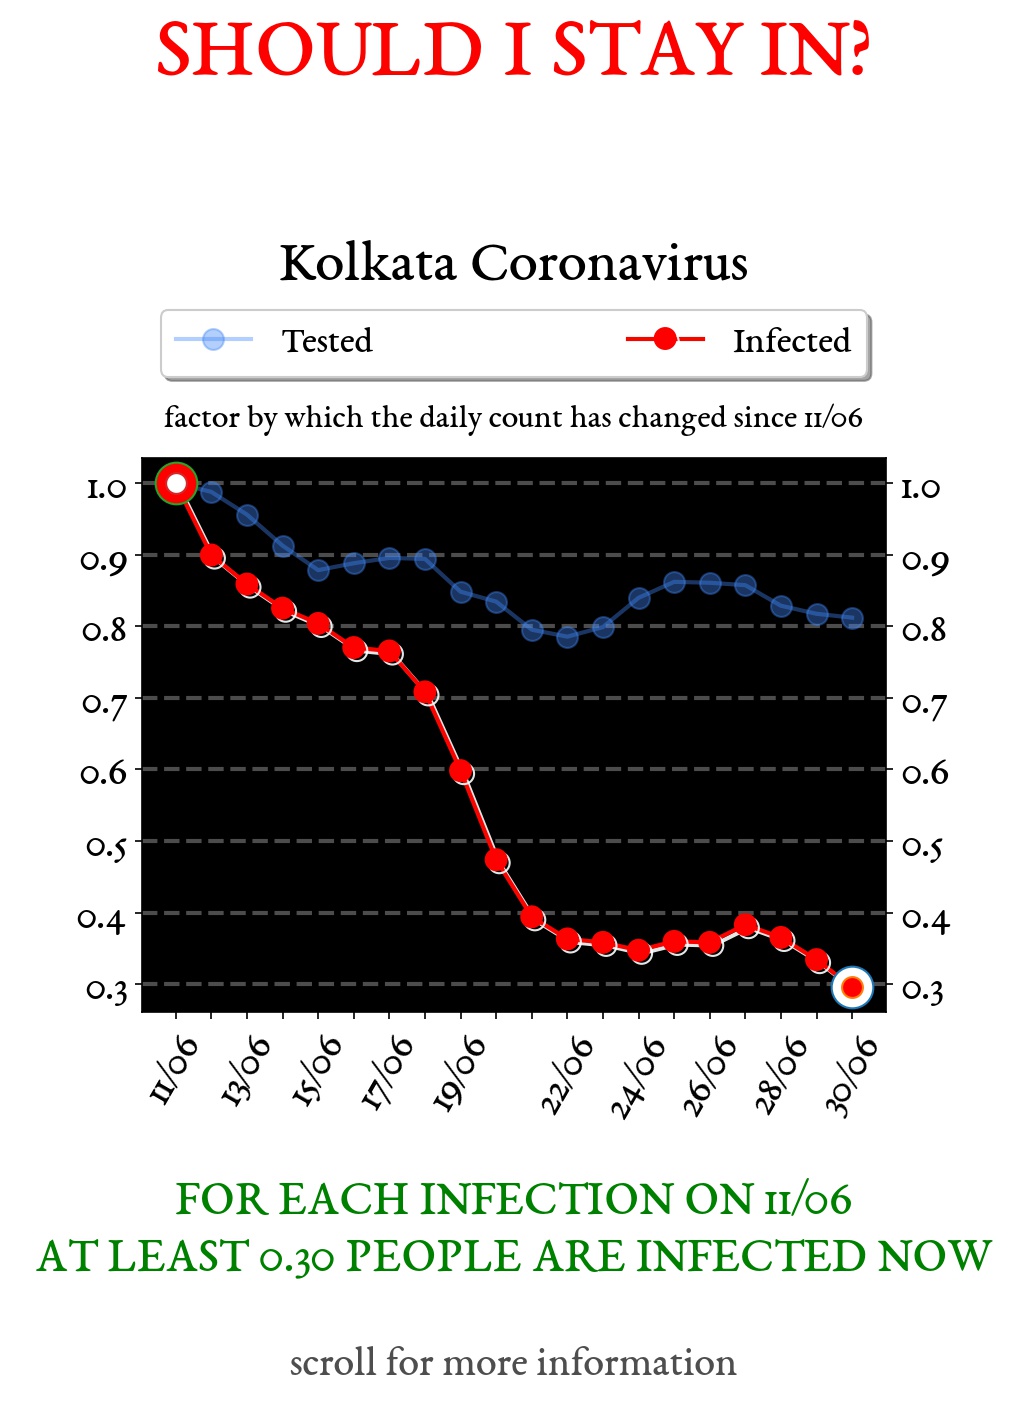 SHOULD I STAY IN?
Kolkata Coronavirus
Tested Infected
factor by which the daily count has changed since 11/06
1.0 1.0
0.9 0.9
0.8 0.8
0.7 0.7
0.6 0.6
0.5 0.5
0.4 0.4
0.3 0.3
11/06 13/06 15/06 17/06 19/06 22/06 24/06 26/06 28/06 30/06
FOR EACH INFECTION ON 11/06
AT LEAST 0.30 PEOPLE ARE INFECTED NOW
scroll for more information